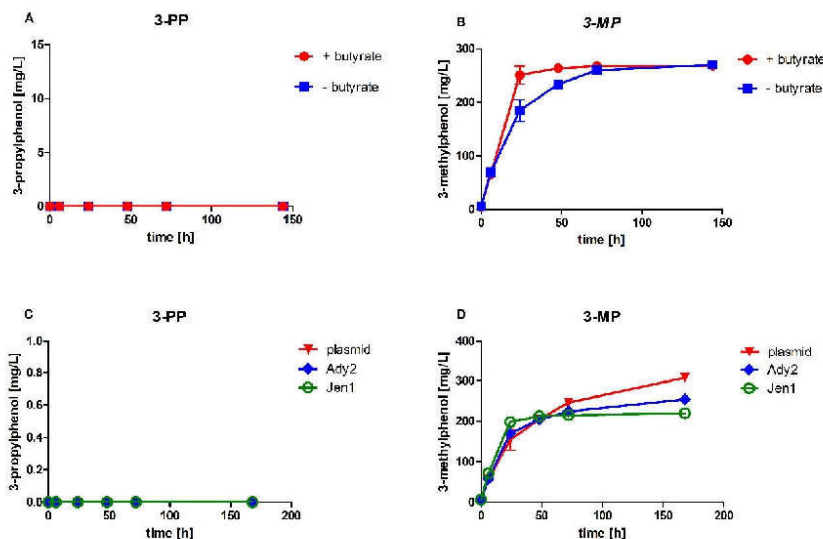 A
3-PP
3-propylphenol [mg/L]
15
10
5
0
0
50
100
150
time [h]
+ butyrate
- butyrate
B
3-MP
3-methylphenol [mg/L]
300
200
100
0
0
50
100
150
time [h]
+ butyrate
- butyrate
C
3-PP
3-propylphenol [mg/L]
1.0
0.8
0.6
0.4
0.2
0.0
0
50
100
150
200
time [h]
plasmid
Ady2
Jen1
D
3-MP
3-methylphenol [mg/L]
400
300
200
100
0
0
50
100
150
200
time [h]
plasmid
Ady2
Jen1